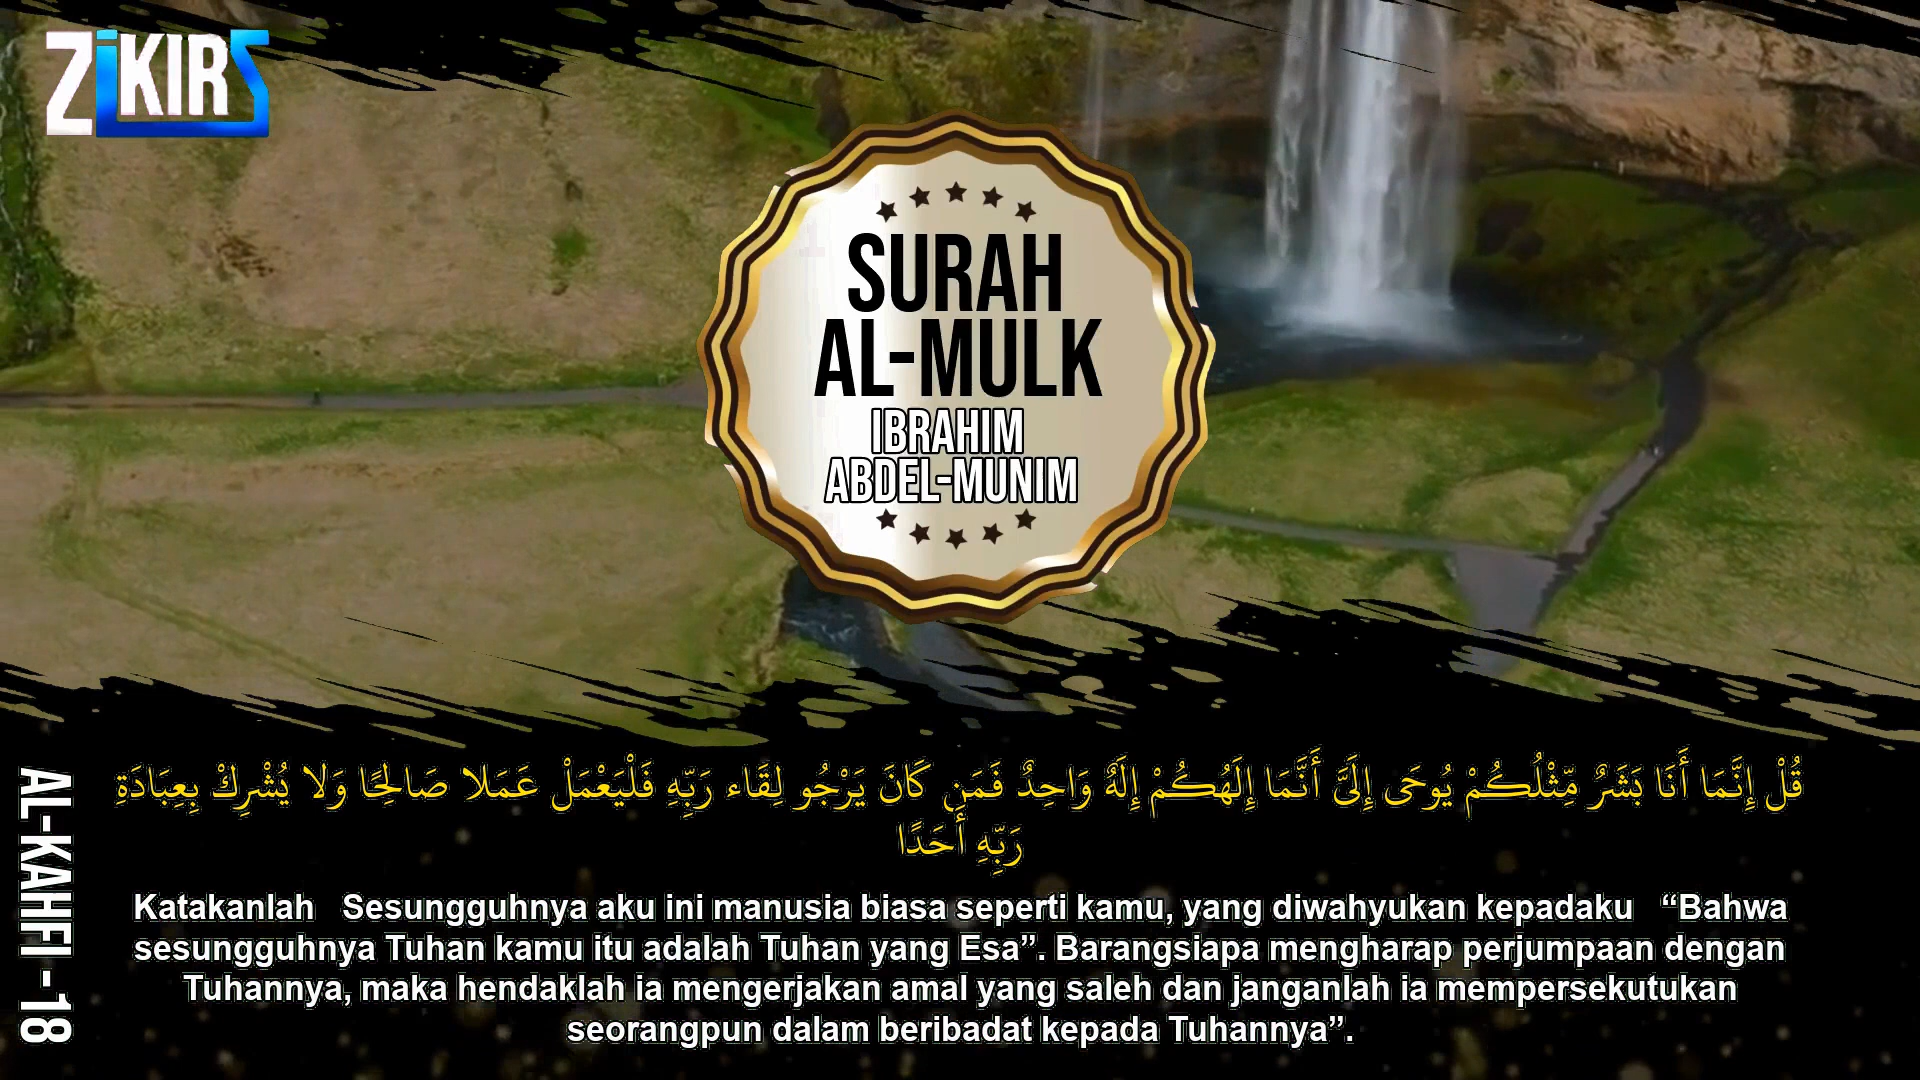 ZIKIRS
SURAH
AL-MULK
IBRAHIM
ABDEL-MUNIM
قُلْ إِنَّمَا أَنَا بَشَرٌ مِّثْلُكُمْ يُوحَى إِلَيَّ أَنَّمَا إِلَهُكُمْ إِلَهٌ وَاحِدٌ فَمَن كَانَ يَرْجُو لِقَاء رَبِّهِ فَلْيَعْمَلْ عَمَلا صَالِحًا وَلا يُشْرِكْ بِعِبَادَةِ
رَبِّهِ أَحَدًا
Katakanlah   Sesungguhnya aku ini manusia biasa seperti kamu, yang diwahyukan kepadaku   “Bahwa
sesungguhnya Tuhan kamu itu adalah Tuhan yang Esa”. Barangsiapa mengharap perjumpaan dengan
Tuhannya, maka hendaklah ia mengerjakan amal yang saleh dan janganlah ia mempersekutukan
seorangpun dalam beribadat kepada Tuhannya”.
AL-KAHFI - 18